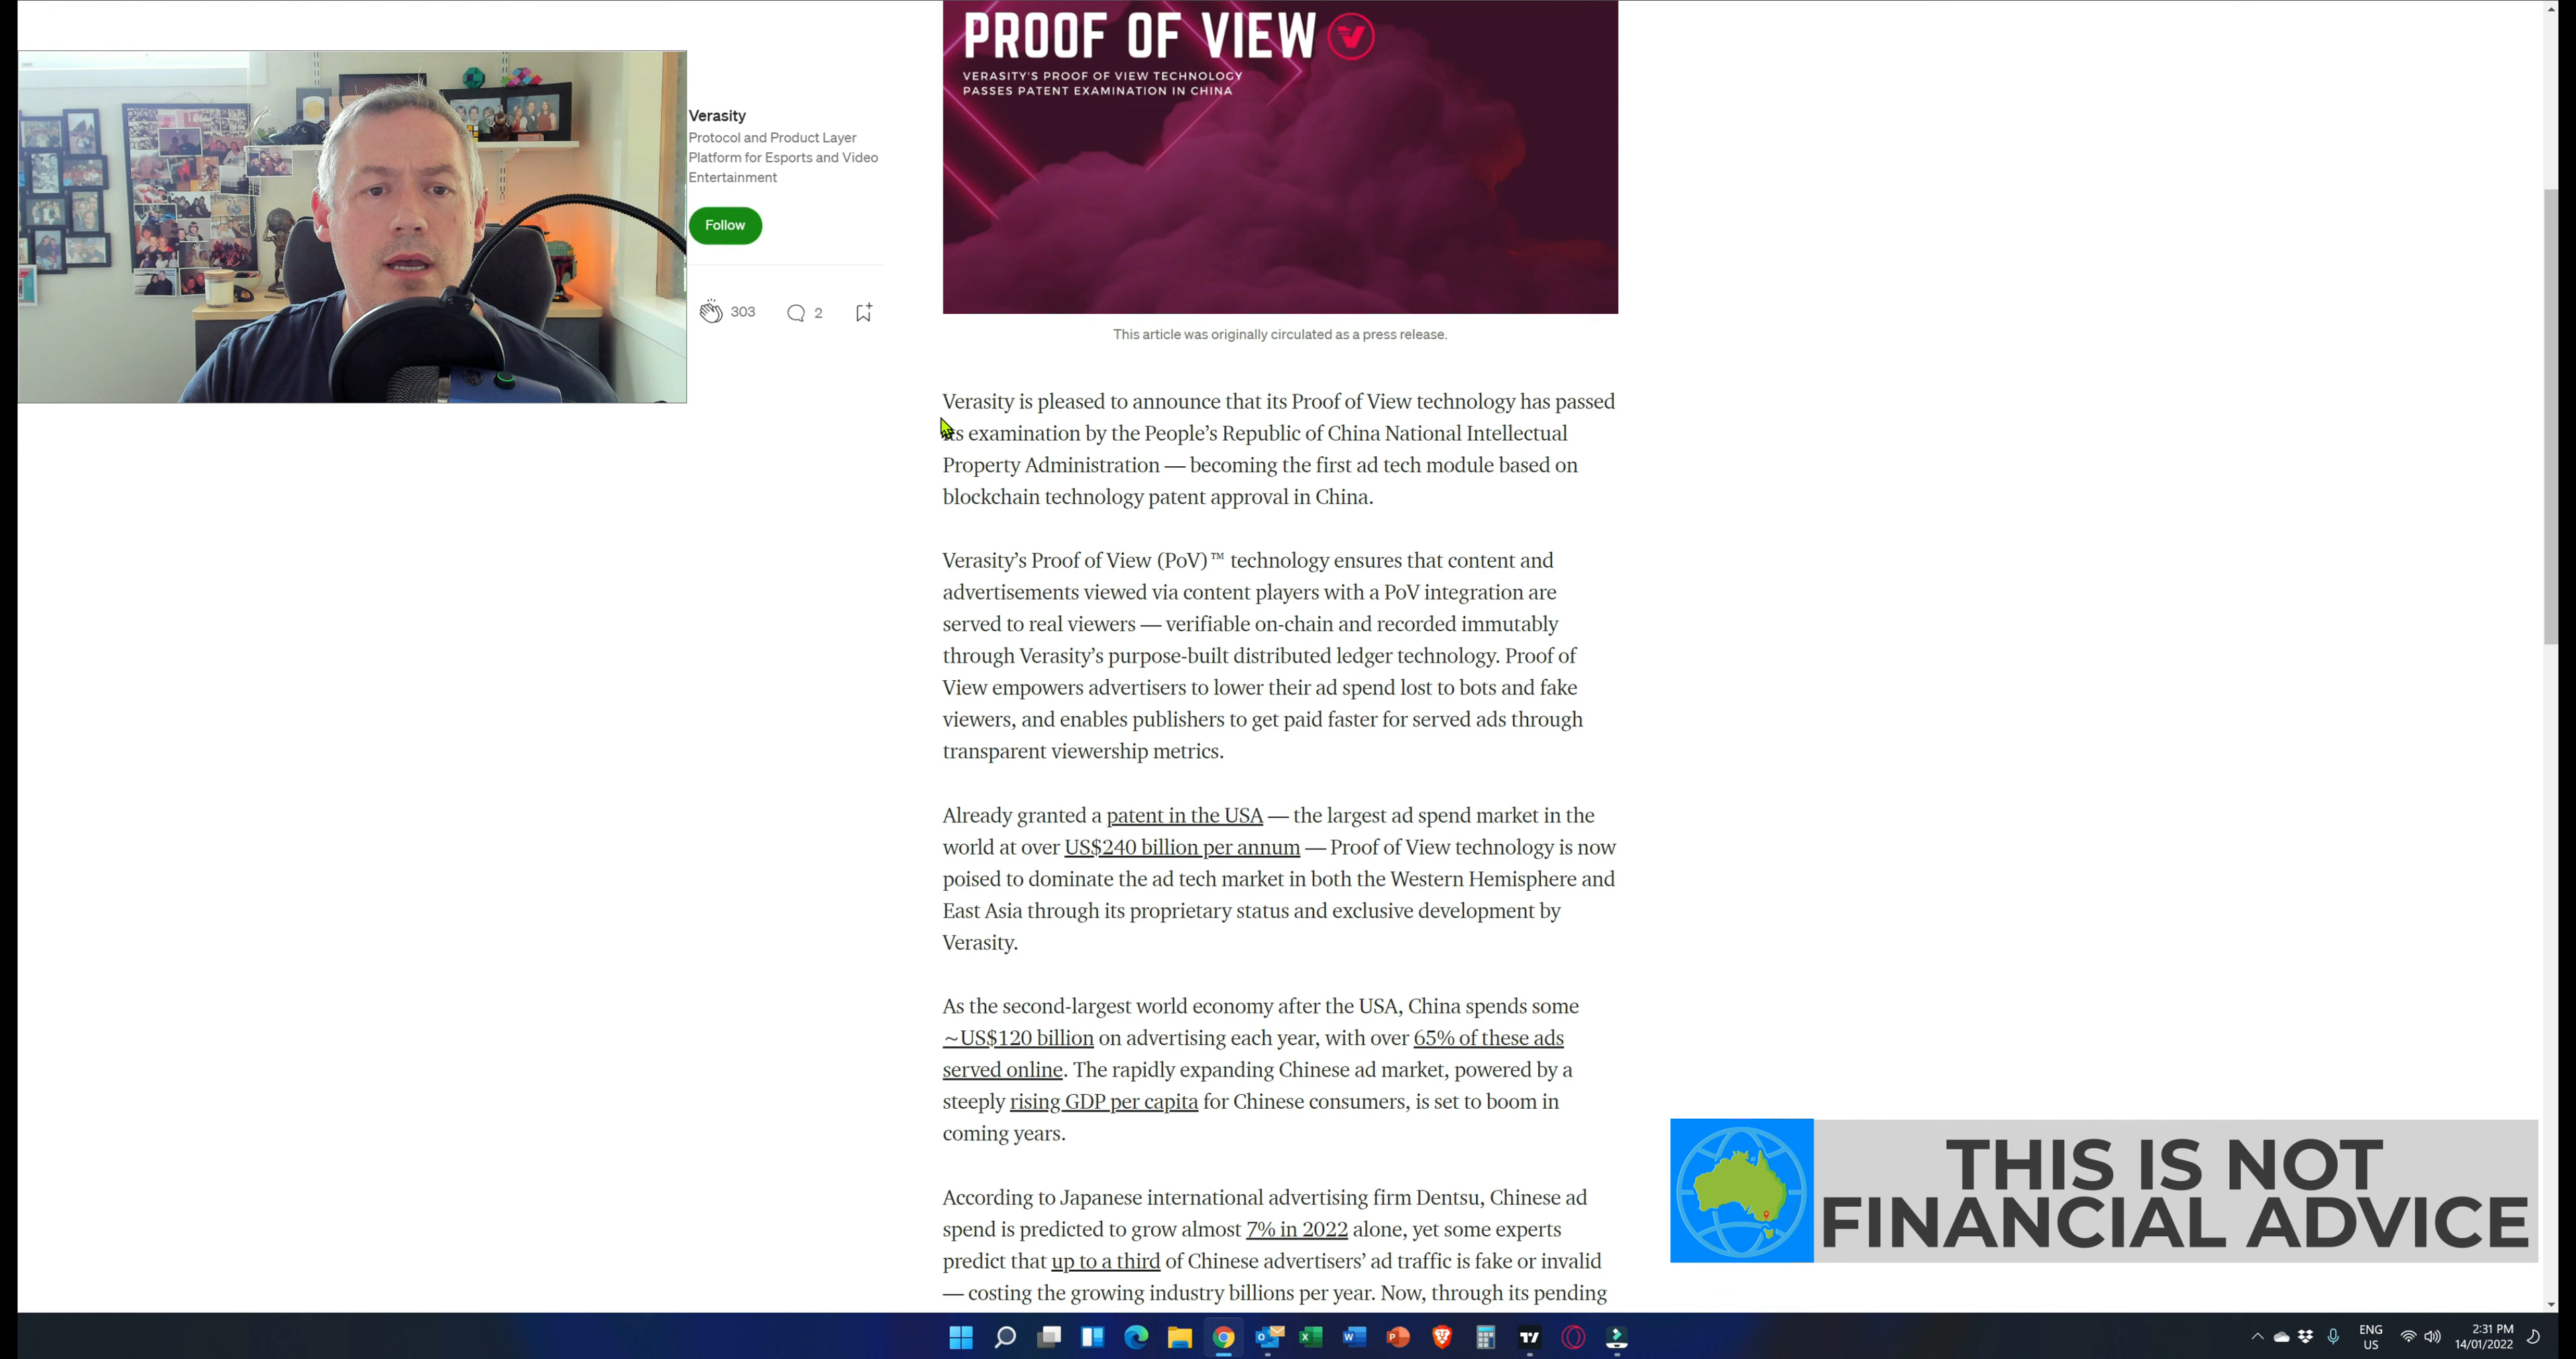 PROOF OF VIEW
VERASITY'S PROOF OF VIEW TECHNOLOGY
PASSES PATENT EXAMINATION IN CHINA
Verasity
Protocol and Product Layer
Platform for Esports and Video
Entertainment
Follow
303
2
This article was originally circulated as a press release.
Verasity is pleased to announce that its Proof of View technology has passed
its examination by the People's Republic of China National Intellectual
Property Administration — becoming the first ad tech module based on
blockchain technology patent approval in China.
Verasity's Proof of View (PoV)™ technology ensures that content and
advertisements viewed via content players with a PoV integration are
served to real viewers — verifiable on-chain and recorded immutably
through Verasity's purpose-built distributed ledger technology. Proof of
View empowers advertisers to lower their ad spend lost to bots and fake
viewers, and enables publishers to get paid faster for served ads through
transparent viewership metrics.
Already granted a patent in the USA — the largest ad spend market in the
world at over US$240 billion per annum — Proof of View technology is now
poised to dominate the ad tech market in both the Western Hemisphere and
East Asia through its proprietary status and exclusive development by
Verasity.
As the second-largest world economy after the USA, China spends some
~US$120 billion on advertising each year, with over 65% of these ads
served online. The rapidly expanding Chinese ad market, powered by a
steeply rising GDP per capita for Chinese consumers, is set to boom in
coming years.
According to Japanese international advertising firm Dentsu, Chinese ad
spend is predicted to grow almost 7% in 2022 alone, yet some experts
predict that up to a third of Chinese advertisers' ad traffic is fake or invalid
— costing the growing industry billions per year. Now, through its pending
THIS IS NOT
FINANCIAL ADVICE
ENG
US
2:31 PM
14/01/2022